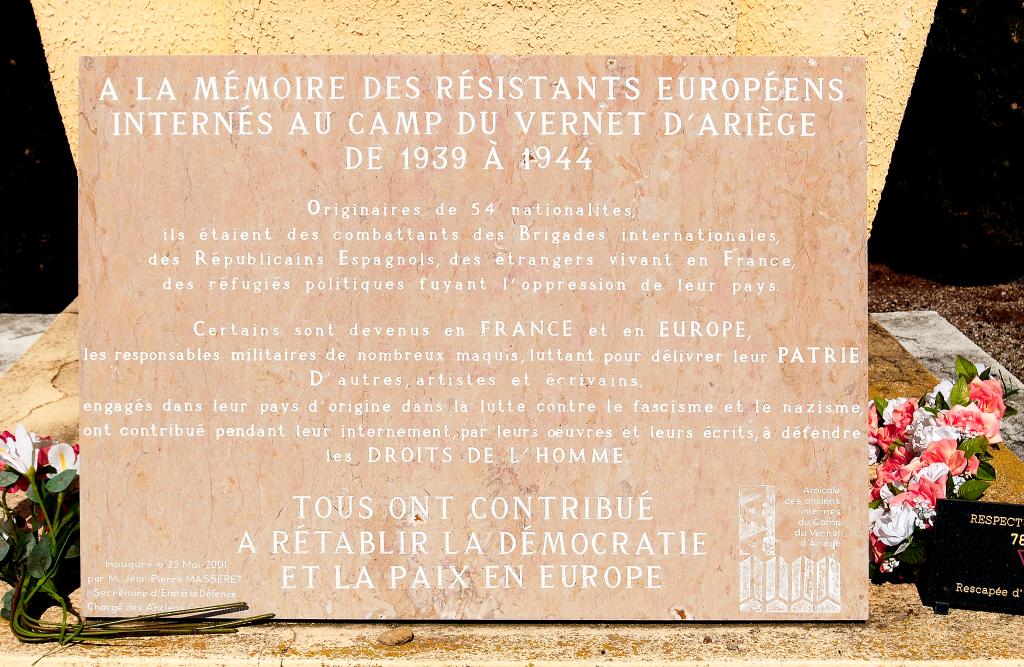 A LA MÉMOIRE DES RÉSISTANTS EUROPÉENS
INTERNÉS AU CAMP DU VERNET D'ARIÈGE
DE 1939 À 1944
Originaires de 54 nationalites,
ils étaient des combattants des Brigades internationales,
des Républicains Espagnols, des étrangers vivant en France,
des réfugiés politiques fuyant l'oppression de leur pays.
Certains sont devenus en FRANCE et en EUROPE,
les responsables militaires de nombreux maquis, luttant pour délivrer leur PATRIE.
D'autres, artistes et écrivains,
engagés dans leur pays d'origine dans la lutte contre le fascisme et le nazisme,
ont contribué pendant leur internement, par leurs œuvres et leurs écrits, à défendre
les DROITS DE L'HOMME.
TOUS ONT CONTRIBUÉ
A RÉTABLIR LA DÉMOCRATIE
ET LA PAIX EN EUROPE
Inauguré le 25 Mai 2001
par M. Jean-Pierre MASSERET
Secrétaire d'Etat à la Défence
Chargé des Anciens
Amicale
des anciens
internés
du Camp
du Vernet
d'Ariège
RESPECT
78
Rescapée d'